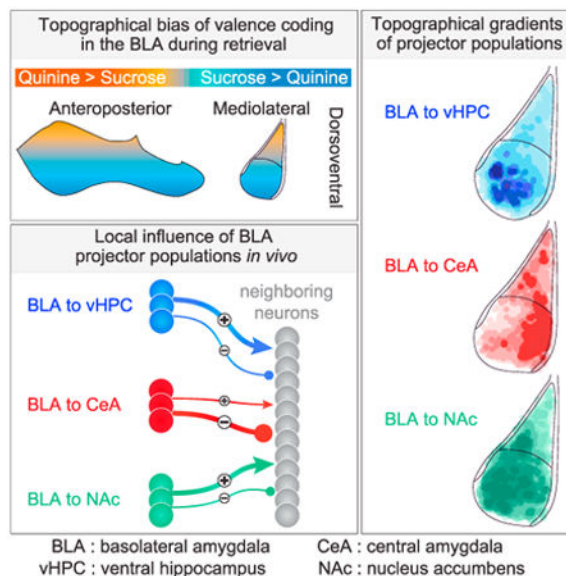 Topographical bias of valence coding
in the BLA during retrieval
Quinine > Sucrose Sucrose > Quinine
Anteroposterior Mediolateral
Dorsoventral
Local influence of BLA
projector populations in vivo
BLA to vHPC
neighboring
neurons
+
−
BLA to CeA
+
−
BLA to NAc
+
−
Topographical gradients
of projector populations
BLA to vHPC
BLA to CeA
BLA to NAc
BLA : basolateral amygdala CeA : central amygdala
vHPC : ventral hippocampus NAc : nucleus accumbens